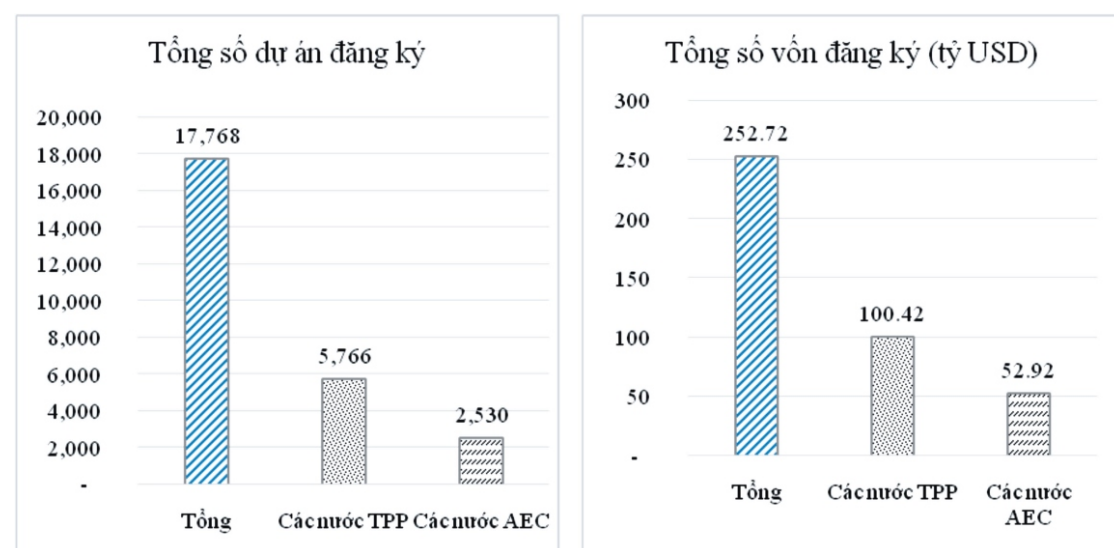 Tổng số dự án đăng ký
20,000
18,000
16,000
14,000
12,000
10,000
8,000
6,000
4,000
2,000
-
17,768
5,766
2,530
Tổng
Các nước TPP
Các nước AEC
Tổng số vốn đăng ký (tỷ USD)
300
250
200
150
100
50
-
252.72
100.42
52.92
Tổng
Các nước TPP
Các nước
AEC